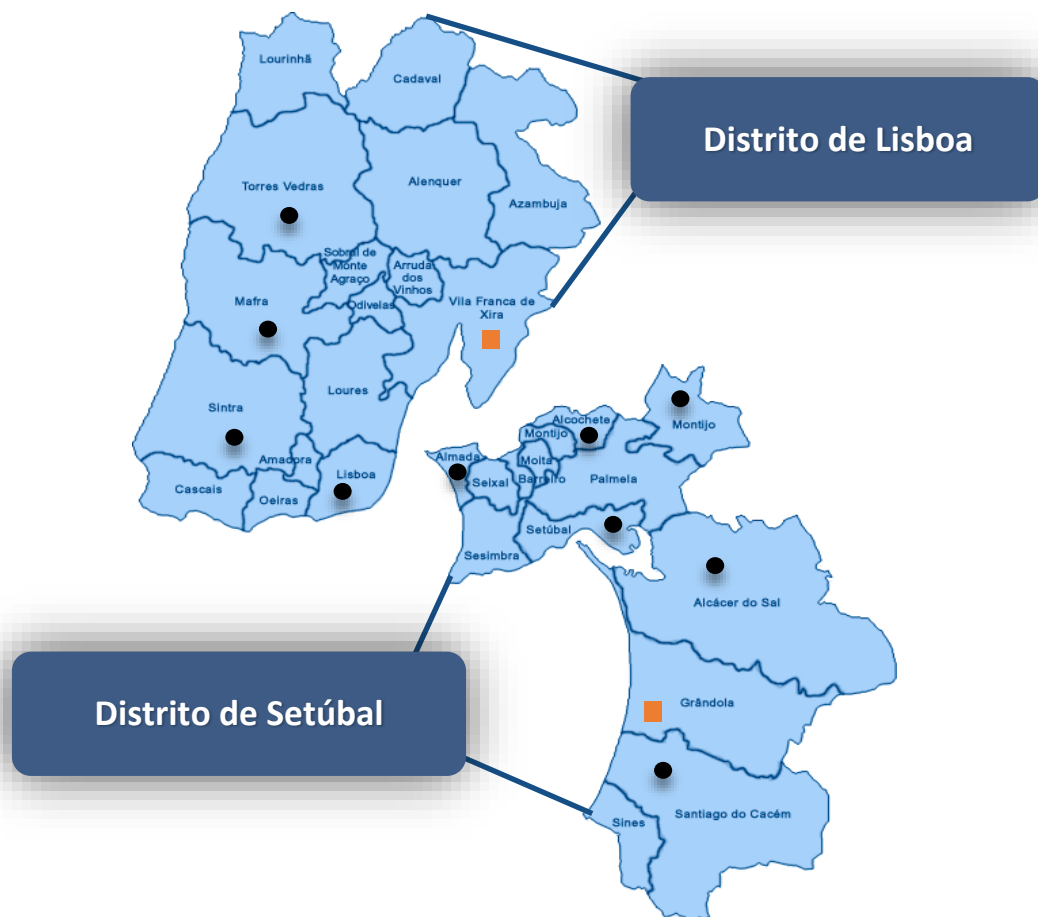 Lourinhã
Cadaval
Distrito de Lisboa
Torres Vedras
Alenquer
Azambuja
Sobral de
Monte
Agraço
Arruda
dos
Vinhos
Mafra
Odivelas
Vila Franca de
Xira
Loures
Sintra
Amadora
Lisboa
Cascais
Oeiras
Alcochete
Montijo
Montijo
Almada
Moita
Seixal
Barreiro
Palmela
Setúbal
Sesimbra
Alcácer do Sal
Distrito de Setúbal
Grândola
Santiago do Cacém
Sines